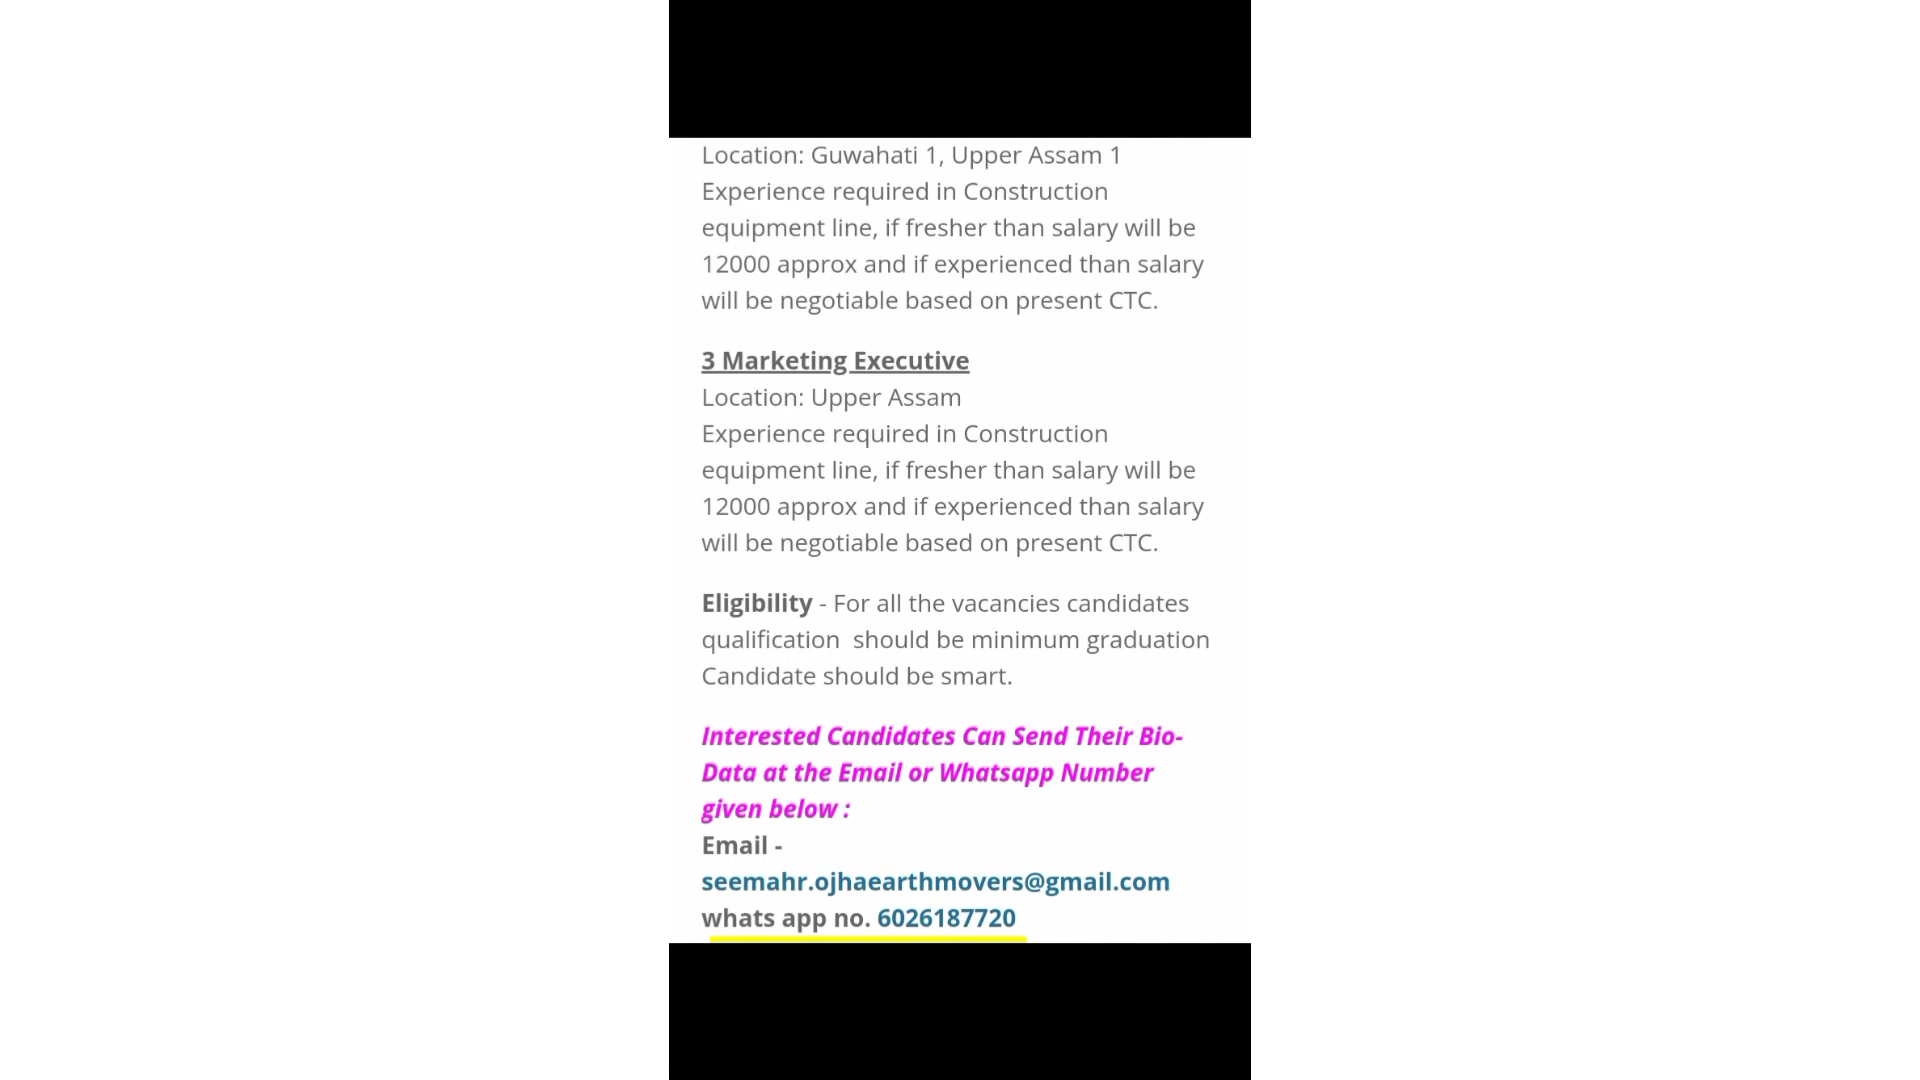 Location: Guwahati 1, Upper Assam 1
Experience required in Construction
equipment line, if fresher than salary will be
12000 approx and if experienced than salary
will be negotiable based on present CTC.
3 Marketing Executive
Location: Upper Assam
Experience required in Construction
equipment line, if fresher than salary will be
12000 approx and if experienced than salary
will be negotiable based on present CTC.
Eligibility - For all the vacancies candidates
qualification  should be minimum graduation
Candidate should be smart.
Interested Candidates Can Send Their Bio-
Data at the Email or Whatsapp Number
given below :
Email -
seemahr.ojhaearthmovers@gmail.com
whats app no. 6026187720